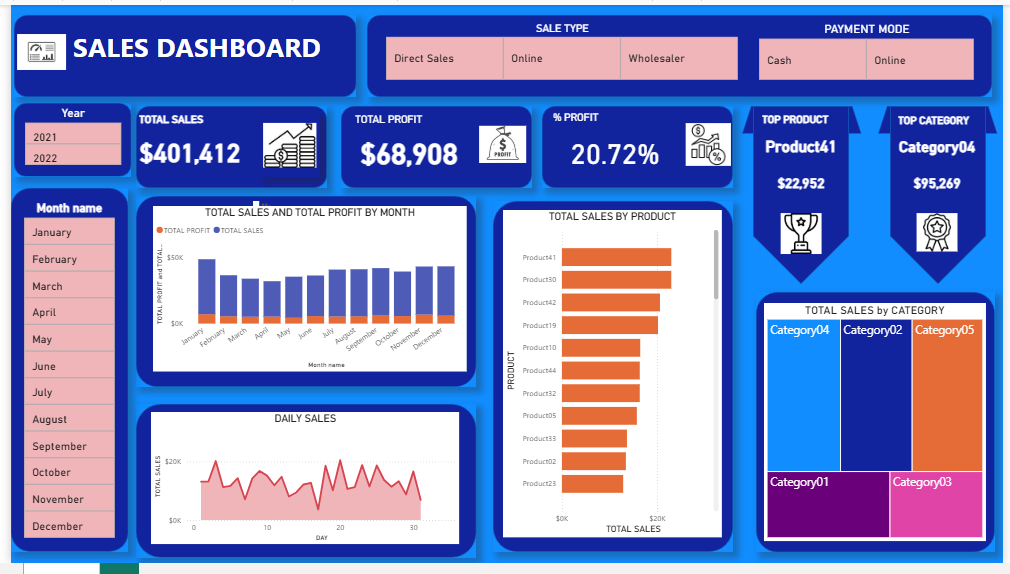 SALES DASHBOARD
SALE TYPE
Direct Sales
Online
Wholesaler
PAYMENT MODE
Cash
Online
Year
2021
2022
TOTAL SALES
$401,412
TOTAL PROFIT
$68,908
PROFIT
% PROFIT
20.72%
TOP PRODUCT
Product41
$22,952
TOP CATEGORY
Category04
$95,269
Month name
January
February
March
April
May
June
July
August
September
October
November
December
TOTAL SALES AND TOTAL PROFIT BY MONTH
TOTAL PROFIT TOTAL SALES
TOTAL PROFIT and TOTAL...
$50K
$0K
January
February
March
April
May
June
July
August
September
October
November
December
Month name
DAILY SALES
TOTAL SALES
$20K
$0K
0 10 20 30
DAY
TOTAL SALES BY PRODUCT
PRODUCT
Product41
Product30
Product42
Product19
Product10
Product44
Product32
Product05
Product33
Product02
Product23
$0K $20K
TOTAL SALES
TOTAL SALES by CATEGORY
Category04
Category02
Category05
Category01
Category03